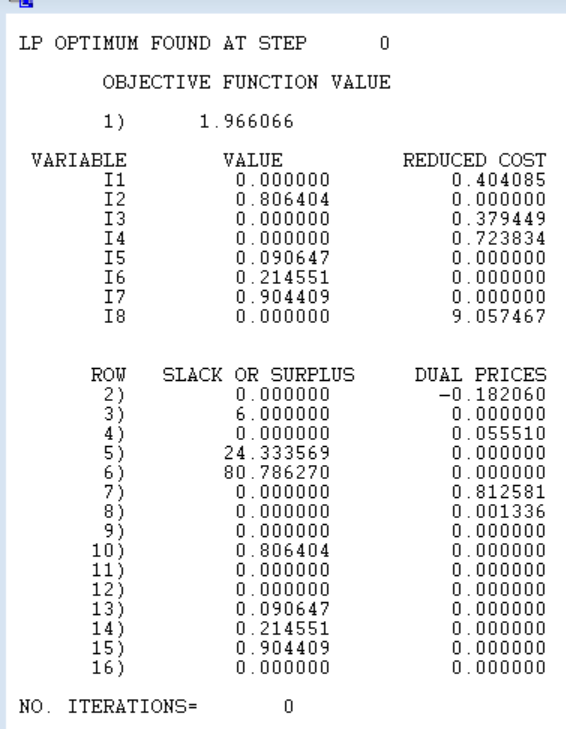 LP OPTIMUM FOUND AT STEP 0
OBJECTIVE FUNCTION VALUE
1) 1.966066
VARIABLE VALUE REDUCED COST
I1 0.000000 0.404085
I2 0.806404 0.000000
I3 0.000000 0.379449
I4 0.000000 0.723834
I5 0.090647 0.000000
I6 0.214551 0.000000
I7 0.904409 0.000000
I8 0.000000 9.057467
ROW SLACK OR SURPLUS DUAL PRICES
2) 0.000000 -0.182060
3) 6.000000 0.000000
4) 0.000000 0.055510
5) 24.333569 0.000000
6) 80.786270 0.000000
7) 0.000000 0.812581
8) 0.000000 0.001336
9) 0.000000 0.000000
10) 0.806404 0.000000
11) 0.000000 0.000000
12) 0.000000 0.000000
13) 0.090647 0.000000
14) 0.214551 0.000000
15) 0.904409 0.000000
16) 0.000000 0.000000
NO. ITERATIONS= 0